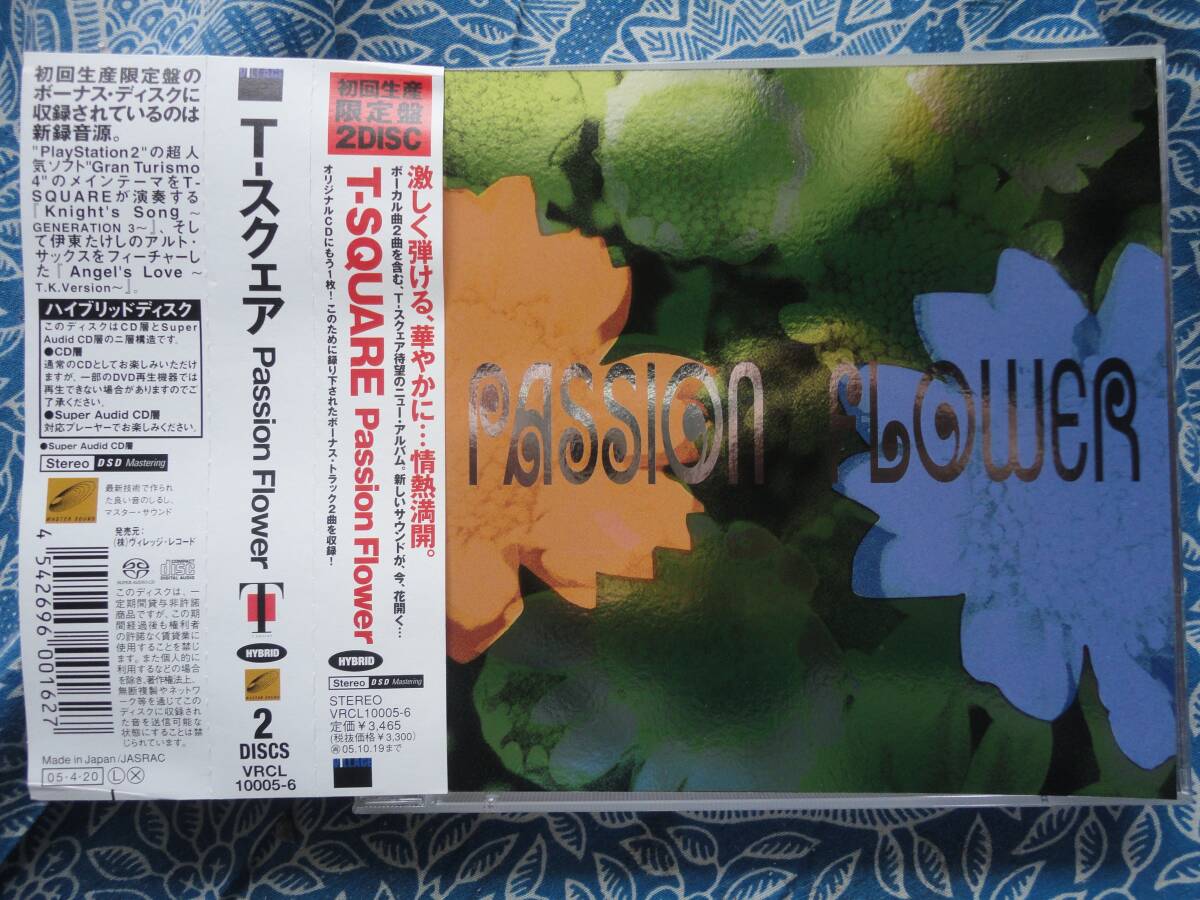 初回生産限定盤の
ボーナス・ディスクに
収録されているのは
新録音源。
"PlayStation2"の超人
気ソフト"Gran Turismo
4"のメインテーマをT-
SQUAREが演奏する
『Knight's Song ~
GENERATION 3~』、そし
て伊東たけしのアルト・
サックスをフィーチャーし
た『Angel's Love ~
T.K.Version~』。
ハイブリッドディスク
このディスクはCD層とSuper
Audid CD層の二層構造です。
●CD層
通常のCDとしてお楽しみいただけ
ますが、一部のDVD再生機器では
再生できない場合がありますのでご
了承ください。
●Super Audid CD層
対応プレーヤーでお楽しみください。
●Super Audid CD層
Stereo DSD Mastering
MASTER SOUND
最新技術で作られ
た良い音のしるし、
マスター・サウンド
発売元:
(株)ヴィレッジ・レコード
4 542696 001627
SUPER AUDIO CD
COMPACT disc DIGITAL AUDIO
このディスクは、一
定期間貸与非許諾
商品ですが、この期
間経過後も権利者
の許諾なく賃貸業に
使用することを禁じ
ます。また個人的に
利用するなどの場合
を除き、著作権法上、
無断複製やネットワ
ーク等を通じてこの
ディスクに収録され
た音を送信可能な
状態にすることは禁
じられています。
Made in Japan/JASRAC
05・4・20 L X
T-スクェア Passion Flower
T
HYBRID
MASTER SOUND
2
DISCS
VRCL
10005-6
初回生産
限定盤
2DISC
激しく弾ける、華やかに…情熱満開。
ボーカル曲2曲を含む、T-スクェア待望のニュー・アルバム。新しいサウンドが、今、花開く…
T-SQUARE Passion Flower
オリジナルCDにもう1枚!このために録り下されたボーナス・トラック2曲を収録!
HYBRID
Stereo DSD Mastering
STEREO
VRCL10005-6
定価¥3,465
(税抜価格¥3,300)
再05.10.19まで
VILLAGE
PASSION FLOWER